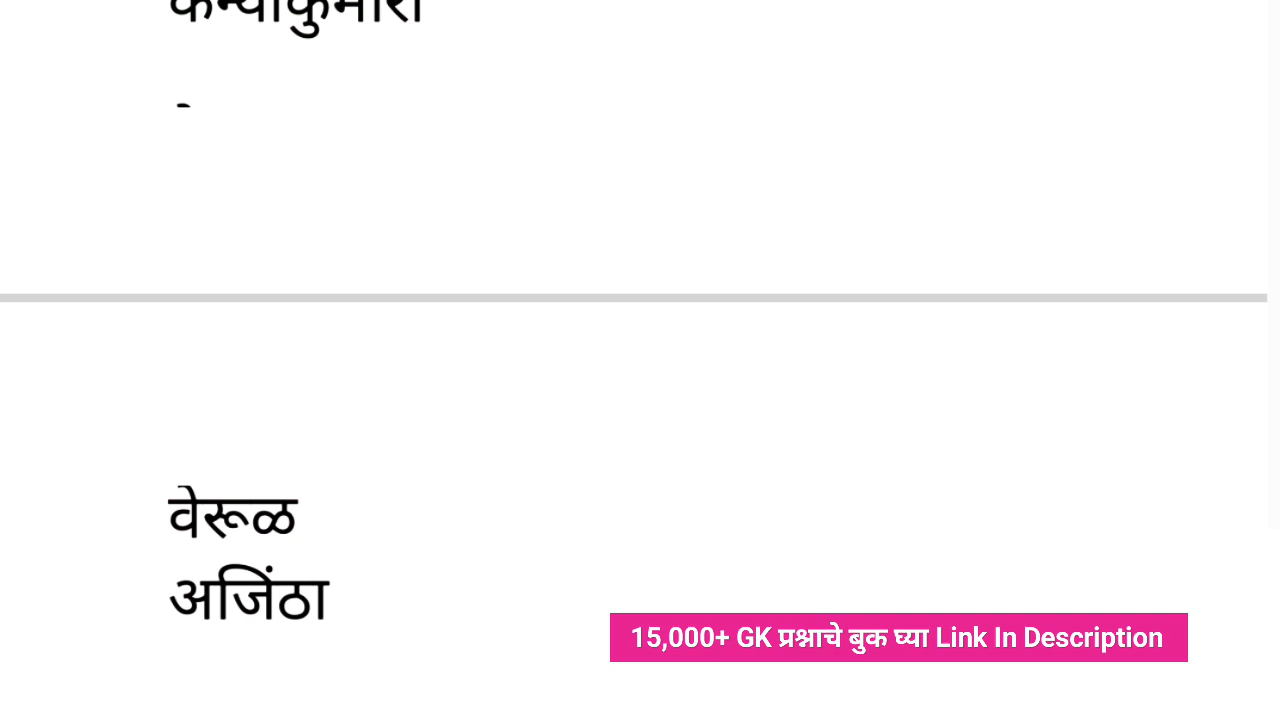 कन्याकुमारी
वेरूळ
अजिंठा
15,000+ GK प्रश्नाचे बुक घ्या Link In Description